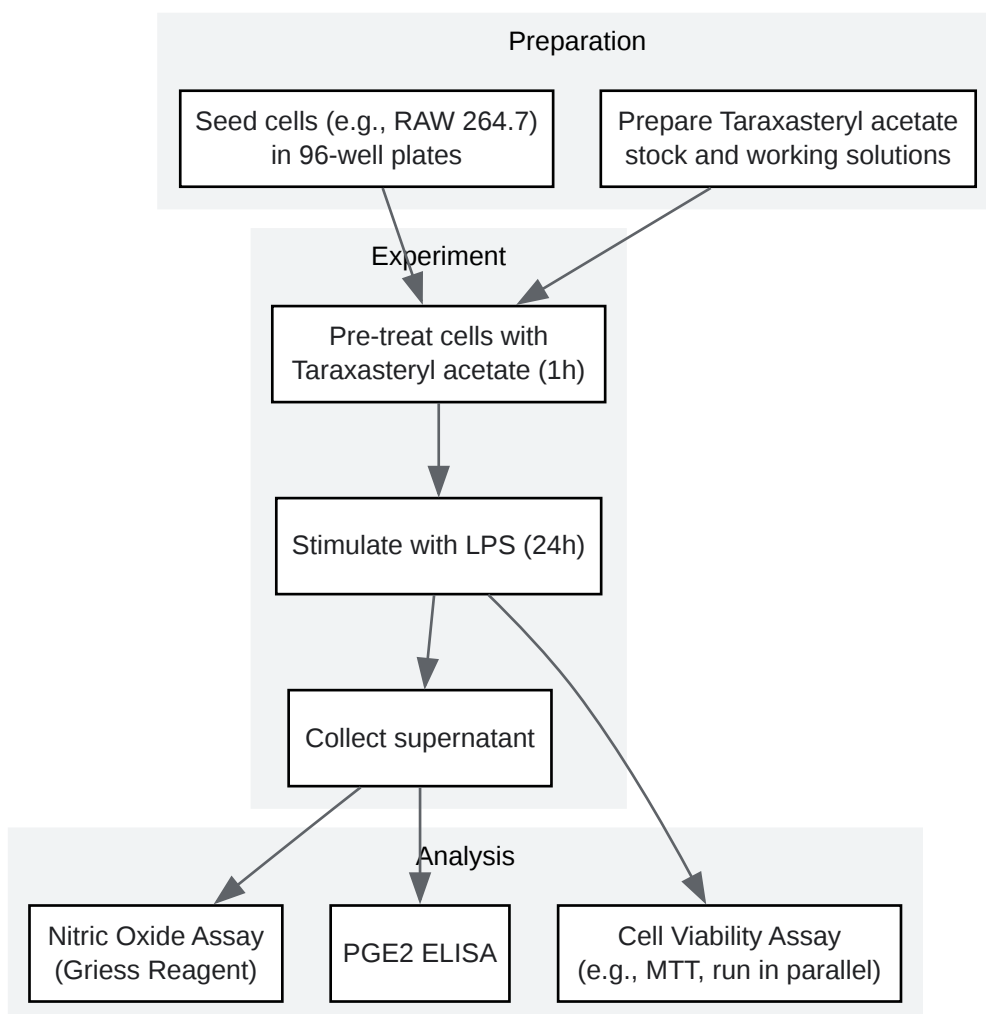 Preparation
Seed cells (e.g., RAW 264.7)
in 96-well plates
Prepare Taraxasteryl acetate
stock and working solutions
Experiment
Pre-treat cells with
Taraxasteryl acetate (1h)
Stimulate with LPS (24h)
Collect supernatant
Analysis
Nitric Oxide Assay
(Griess Reagent)
PGE2 ELISA
Cell Viability Assay
(e.g., MTT, run in parallel)